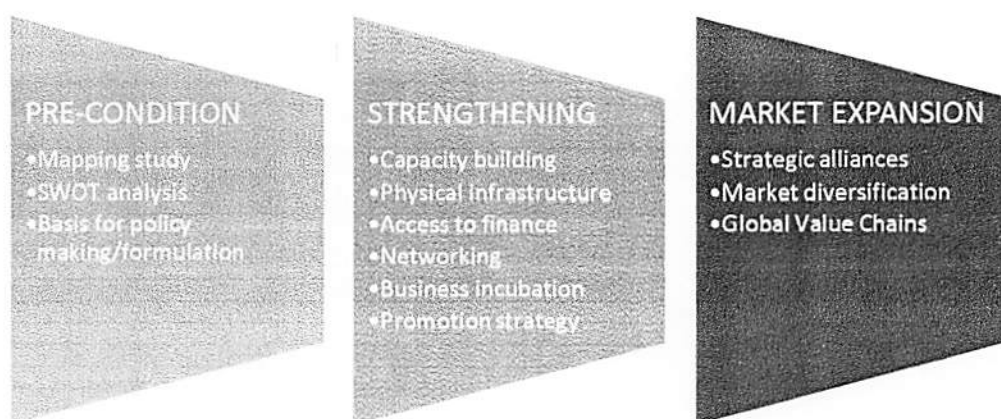 PRE-CONDITION
•Mapping study
•SWOT analysis
•Basis for policy
making/formulation
STRENGTHENING
•Capacity building
•Physical infrastructure
•Access to finance
•Networking
•Business incubation
•Promotion strategy
MARKET EXPANSION
•Strategic alliances
•Market diversification
•Global Value Chains